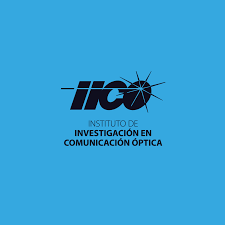 IICO
INSTITUTO DE
INVESTIGACIÓN EN
COMUNICACIÓN ÓPTICA